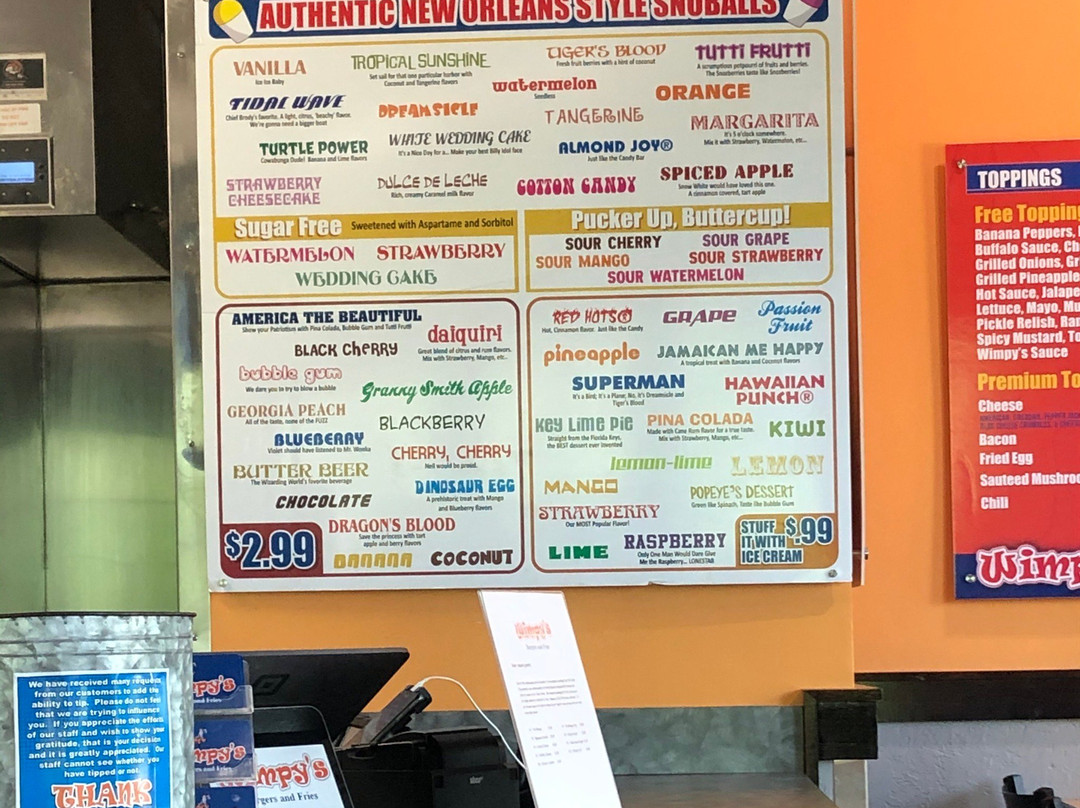 AUTHENTIC NEW ORLEANS STYLE SNOBALLS
VANILLA
Ice Ice Baby
TROPICAL SUNSHINE
Set sail for that one particular harbor with
Coconut and Tangerine flavors
TIGER'S BLOOD
Fresh fruit berries with a hint of coconut
TUTTI FRUTTI
A scrumptious potpourri of fruits and berries.
The Snozberries taste like Snozberries!
watermelon
Seedless
ORANGE
TIDAL WAVE
Chief Brody's favorite. A light, citrus, 'beachy' flavor.
We're gonna need a bigger boat
DREAMSICLE
TANGERINE
MARGARITA
It's 5 o'clock somewhere.
Mix it with Strawberry, Watermelon, etc...
TURTLE POWER
Cowabunga Dude! Banana and Lime flavors
WHITE WEDDING CAKE
It's a Nice Day for a... Make your best Billy Idol face
ALMOND JOY®
Just like the Candy Bar
STRAWBERRY
CHEESECAKE
DULCE DE LECHE
Rich, creamy Caramel milk flavor
COTTON CANDY
SPICED APPLE
Snow White would have loved this one.
A cinnamon covered, tart apple
Sugar Free Sweetened with Aspartame and Sorbitol
WATERMELON STRAWBERRY
WEDDING CAKE
Pucker Up, Buttercup!
SOUR CHERRY SOUR GRAPE
SOUR MANGO SOUR STRAWBERRY
SOUR WATERMELON
AMERICA THE BEAUTIFUL
Show your Patriotism with Pina Colada, Bubble Gum and Tutti Frutti
daiquiri
Great blend of citrus and rum flavors.
Mix with Strawberry, Mango, etc..
BLACK CHERRY
bubble gum
We dare you to try to blow a bubble
Granny Smith Apple
GEORGIA PEACH
All of the taste, none of the FUZZ
BLACKBERRY
BLUEBERRY
Violet should have listened to Mr. Wonka
CHERRY, CHERRY
Neil would be proud.
BUTTER BEER
The Wizarding World's favorite beverage
DINOSAUR EGG
A prehistoric treat with Mango
and Blueberry flavors
CHOCOLATE
DRAGON'S BLOOD
Save the princess with tart
apple and berry flavors
$2.99
BANANA
COCONUT
RED HOTS®
Hot, Cinnamon flavor. Just like the Candy
GRAPE
Passion
Fruit
pineapple
JAMAICAN ME HAPPY
A tropical treat with Banana and Coconut flavors
SUPERMAN
It's a Bird; It's a Plane; No, It's Dreamsicle and
Tiger's Blood
HAWAIIAN
PUNCH®
KEY LIME PIE
Straight from the Florida Keys,
the BEST dessert ever invented
PINA COLADA
Made with Cane Rum flavor for a true taste.
Mix with Strawberry, Mango, etc...
KIWI
lemon-lime
LEMON
MANGO
POPEYE'S DESSERT
Green like Spinach, Taste like Bubble Gum
STRAWBERRY
Our MOST Popular Flavor!
LIME
RASPBERRY
Only One Man Would Dare Give
Me the Raspberry... LONESTAR
STUFF
IT WITH $.99
ICE CREAM
TOPPINGS
Free Toppin
Banana Peppers,
Buffalo Sauce, Ch
Grilled Onions, Gr
Grilled Pineapple
Hot Sauce, Jalape
Lettuce, Mayo, Mu
Pickle Relish, Ran
Spicy Mustard, To
Wimpy's Sauce
Premium To
Cheese
Bacon
Fried Egg
Sauteed Mushroo
Chili
Wimp
We have received many reques
from our customers to add the
ability to tip. Please do not feel
that we are trying to influence
you. If you appreciate the efforts
of our staff and wish to show your
gratitude, that is your decision
and it is greatly appreciated. Our
staff cannot see whether you
have tipped or not.
THANK
py's
and Fries
mpy's
rs and Fries
Wimpy's
rgers and Fries
Wimpy's